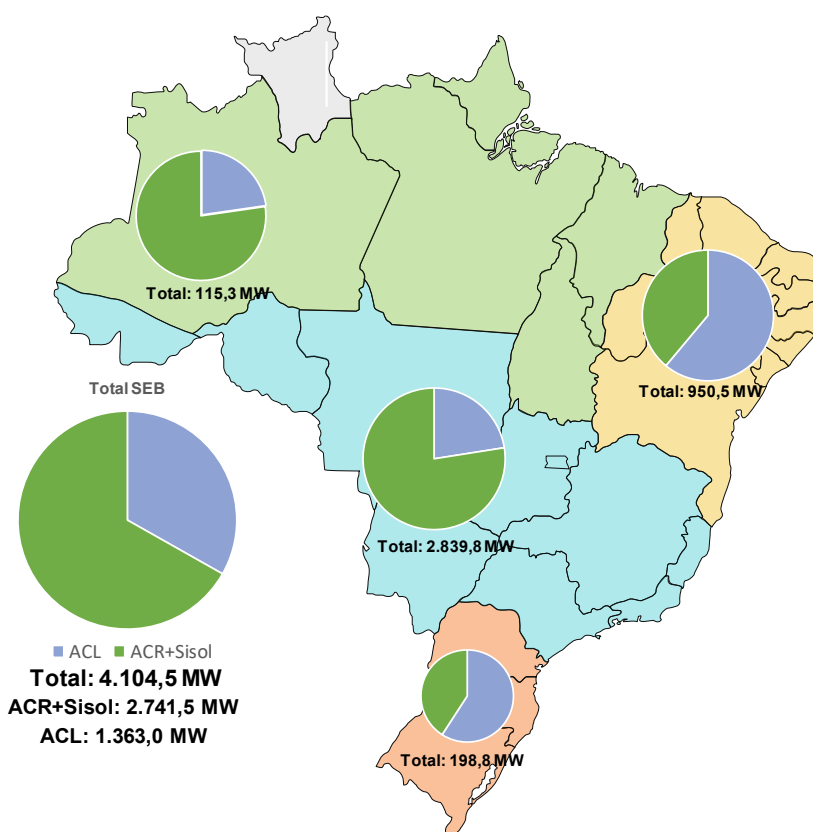 Total: 115,3 MW
Total: 950,5 MW
Total SEB
Total: 2.839,8 MW
ACL ACR+Sisol
Total: 4.104,5 MW
ACR+Sisol: 2.741,5 MW
ACL: 1.363,0 MW
Total: 198,8 MW